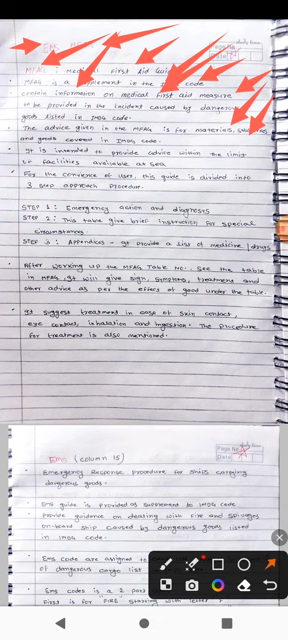 EMS
Page No.
MFAG: Medical First Aid Guide
MFAG is a supplement in the code
contain information on medical First aid measure
to be provided in the incident caused by dangerous
goods listed in IMDG code.
The advice given in the MFAG is for materials, substances
and goods covered in IMDG code.
It is intended to provide advice within the limit
of facilities available at sea
For the convience of user, this guide is divided into
3 step approach procedure.
STEP 1: Emergency action and diagnosis
STEP 2: This table give brief instruction for special
circumstances
STEP 3: Appendices - It provide a list of medicine / drugs
After working up the MFAG Table No.. See the table
in MFAG, It will give sign, symptoms, treatment and
other advice as per the effect of good under the table.
It suggest treatment in case of skin contact,
eye contact, inhalation and ingestion. The procedure
for treatment is also mentioned.
Page No.
Date
EMS (column 15)
Emergency Response procedure for ships carrying
dangerous goods.
EMS guide is provided as supplement to IMDG code
provide guidance on dealing with Fire and spillages
on-board ship caused by dangerous goods listed
in IMDG code.
EMS code are assigned to
of dangerous cargo list
EMS codes is a 2 part
First is for "FIRE" starting with letter F